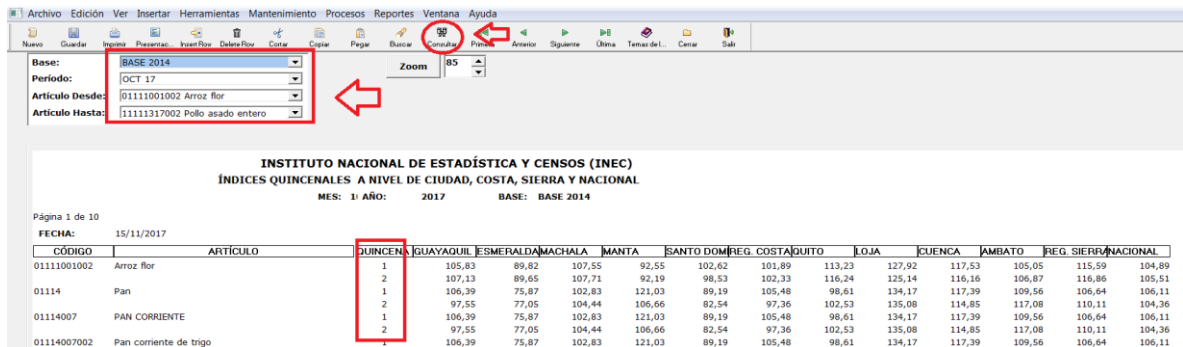 Archivo Edición Ver Insertar Herramientas Mantenimiento Procesos Reportes Ventana Ayuda
Nuevo Guardar Imprimir Presentac... Insert Row Delete Row Cortar Copiar Pegar Buscar Consultar Primera Anterior Siguiente Última Temas de l... Cerrar Salir
Base: BASE 2014 Zoom 85
Período: OCT 17
Artículo Desde: 01111001002 Arroz flor
Artículo Hasta: 11111317002 Pollo asado entero
INSTITUTO NACIONAL DE ESTADÍSTICA Y CENSOS (INEC)
ÍNDICES QUINCENALES A NIVEL DE CIUDAD, COSTA, SIERRA Y NACIONAL
MES: 1 AÑO: 2017 BASE: BASE 2014
Página 1 de 10
FECHA: 15/11/2017
CÓDIGO ARTÍCULO QUINCENA GUAYAQUIL ESMERALDA MACHALA MANTA SANTO DOM REG. COSTA QUITO LOJA CUENCA AMBATO REG. SIERRA NACIONAL
01111001002 Arroz flor 1 105,83 89,82 107,55 92,55 102,62 101,89 113,23 127,92 117,53 105,05 115,59 104,89
2 107,13 89,65 107,71 92,19 98,53 102,33 116,24 125,14 116,16 106,87 116,86 105,51
01114 Pan 1 106,39 75,87 102,83 121,03 89,19 105,48 98,61 134,17 117,39 109,56 106,64 106,11
2 97,55 77,05 104,44 106,66 82,54 97,36 102,53 135,08 114,85 117,08 110,11 104,36
01114007 PAN CORRIENTE 1 106,39 75,87 102,83 121,03 89,19 105,48 98,61 134,17 117,39 109,56 106,64 106,11
2 97,55 77,05 104,44 106,66 82,54 97,36 102,53 135,08 114,85 117,08 110,11 104,36
01114007002 Pan corriente de trigo 1 106,39 75,87 102,83 121,03 89,19 105,48 98,61 134,17 117,39 109,56 106,64 106,11